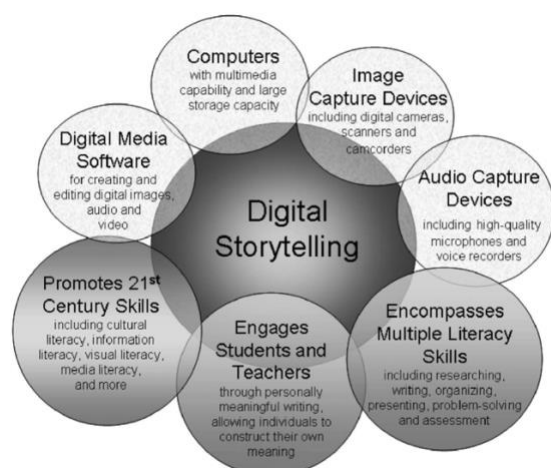 Computers
with multimedia
capability and large
storage capacity
Image
Capture Devices
including digital cameras,
scanners and
camcorders
Digital Media
Software
for creating and
editing digital images,
audio and
video
Audio Capture
Devices
including high-quality
microphones and
voice recorders
Digital
Storytelling
Promotes 21st
Century Skills
including cultural
literacy, information
literacy, visual literacy,
media literacy,
and more
Engages
Students and
Teachers
through personally
meaningful writing,
allowing individuals to
construct their own
meaning
Encompasses
Multiple Literacy
Skills
including researching,
writing, organizing,
presenting, problem-solving
and assessment